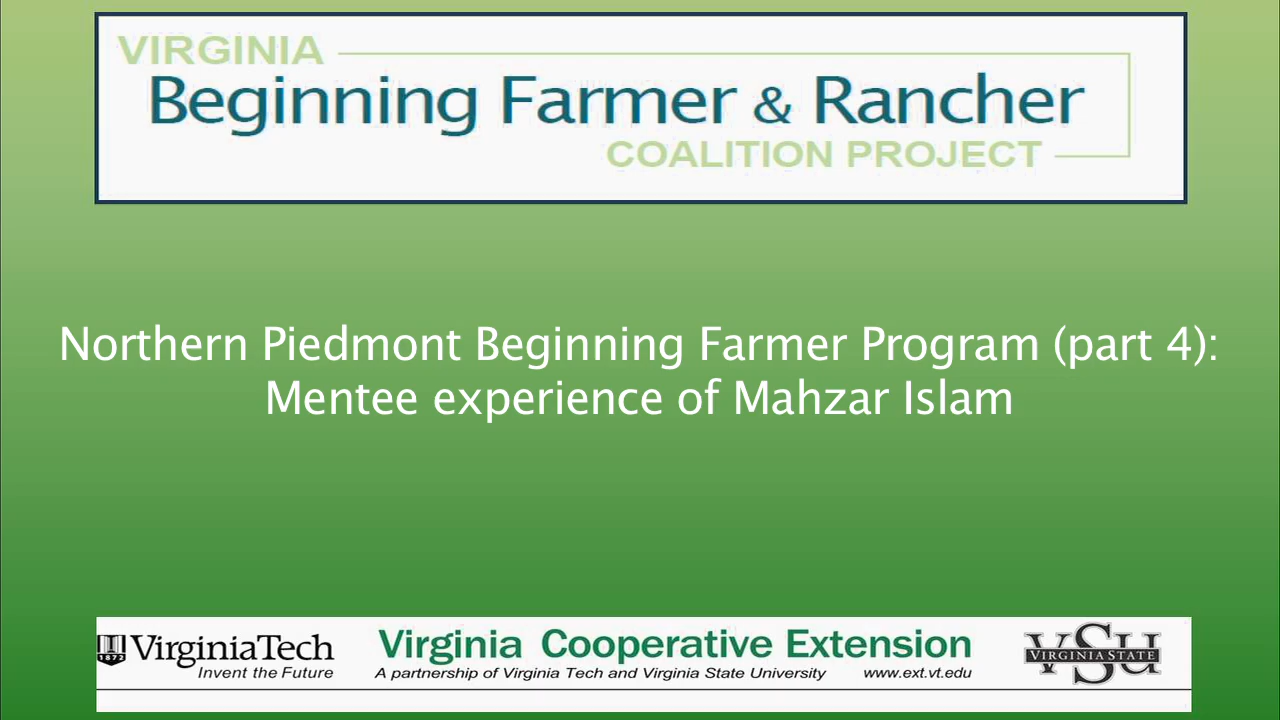 VIRGINIA
Beginning Farmer & Rancher
COALITION PROJECT
Northern Piedmont Beginning Farmer Program (part 4):
Mentee experience of Mahzar Islam
1872
VirginiaTech
Invent the Future
Virginia Cooperative Extension
A partnership of Virginia Tech and Virginia State University www.ext.vt.edu
VSU
VIRGINIA STATE